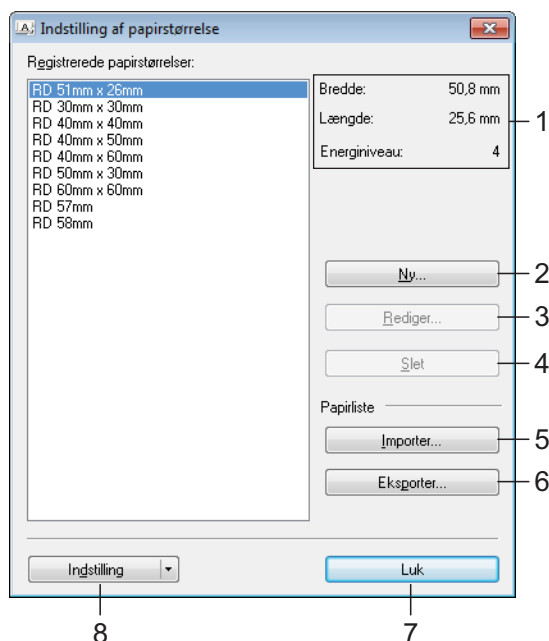 Indstilling af papirstørrelse
Registrerede papirstørrelser:
RD 51mm x 26mm
RD 30mm x 30mm
RD 40mm x 40mm
RD 40mm x 50mm
RD 40mm x 60mm
RD 50mm x 30mm
RD 60mm x 60mm
RD 57mm
RD 58mm
Bredde: 50,8 mm
Længde: 25,6 mm
Energiniveau: 4
1
Ny... 2
Rediger... 3
Slet 4
Papirliste
Importer... 5
Eksporter... 6
Indstilling Luk
8 7